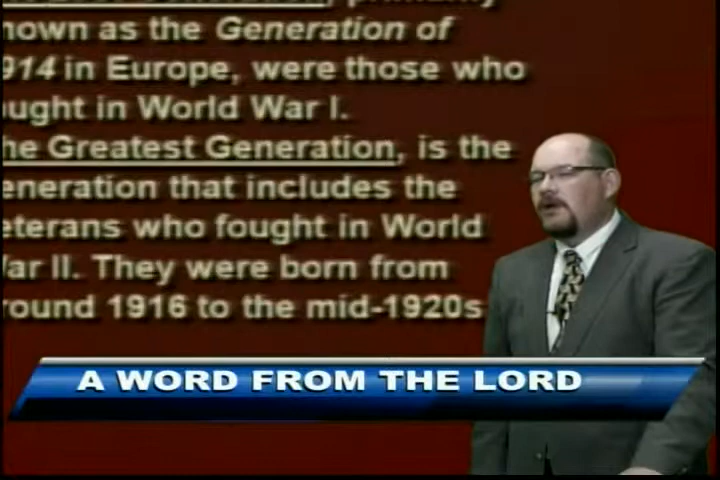 nown as the Generation of
914 in Europe, were those who
ought in World War I.
he Greatest Generation, is the
eneration that includes the
eterans who fought in World
War II. They were born from
round 1916 to the mid-1920s
A WORD FROM THE LORD